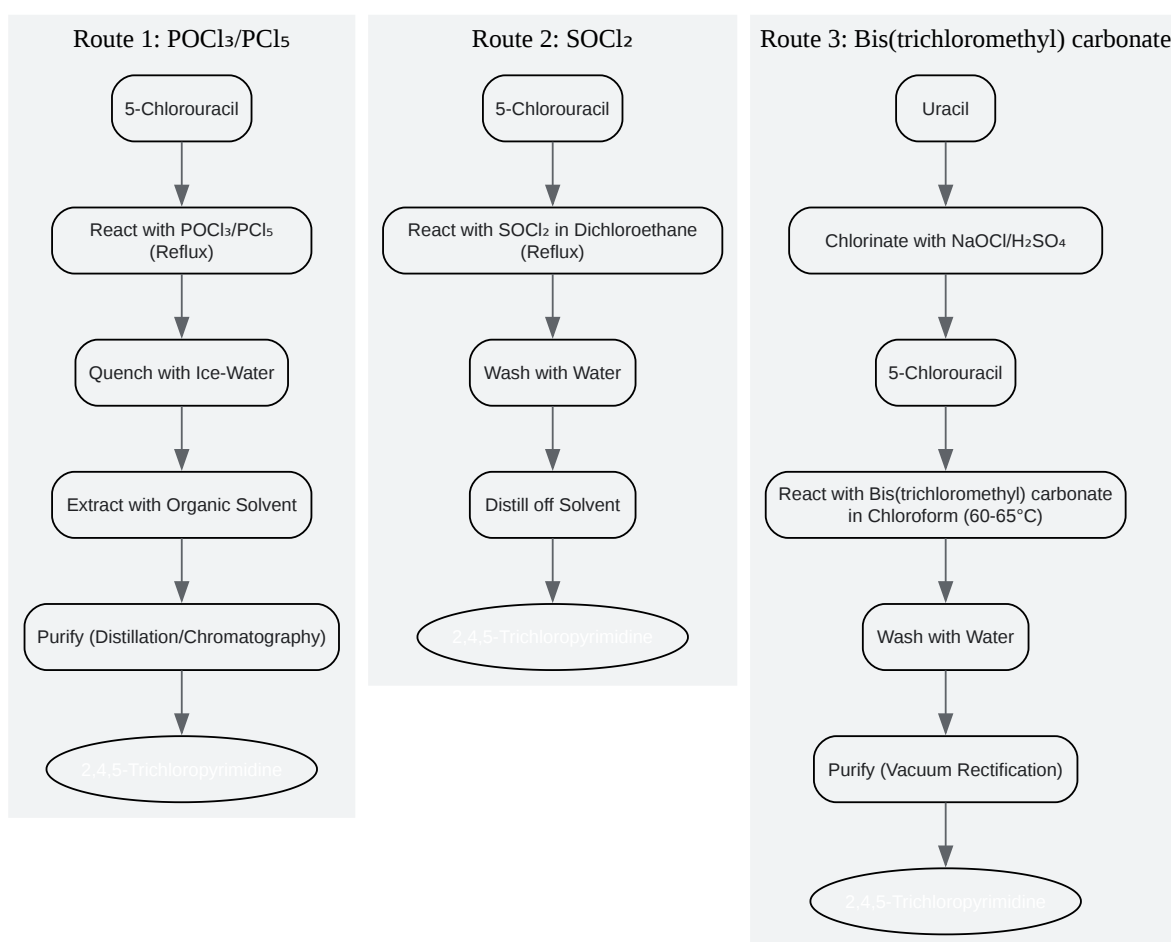 Route 1: POCl₃/PCl₅
5-Chlorouracil
React with POCl₃/PCl₅
(Reflux)
Quench with Ice-Water
Extract with Organic Solvent
Purify (Distillation/Chromatography)
2,4,5-Trichloropyrimidine
Route 2: SOCl₂
5-Chlorouracil
React with SOCl₂ in Dichloroethane
(Reflux)
Wash with Water
Distill off Solvent
2,4,5-Trichloropyrimidine
Route 3: Bis(trichloromethyl) carbonate
Uracil
Chlorinate with NaOCl/H₂SO₄
5-Chlorouracil
React with Bis(trichloromethyl) carbonate
in Chloroform (60-65°C)
Wash with Water
Purify (Vacuum Rectification)
2,4,5-Trichloropyrimidine